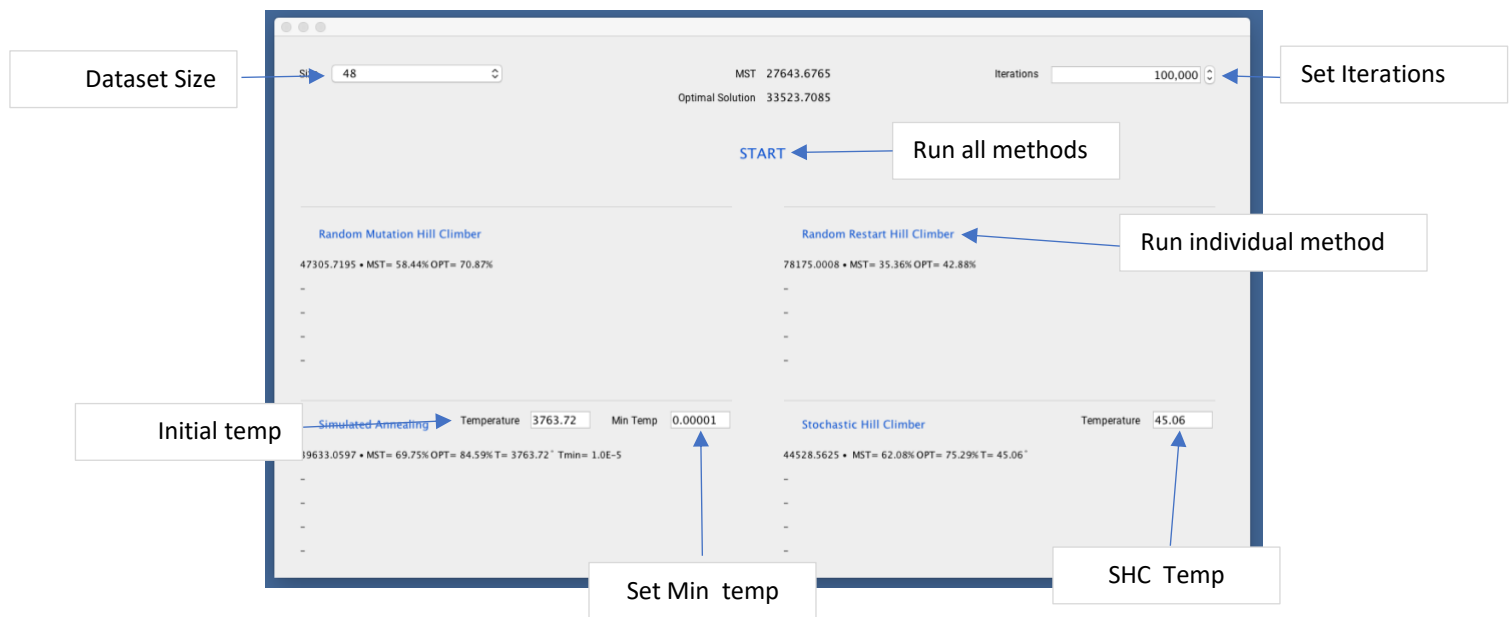 Dataset Size
Size 48
MST 27643.6765
Iterations 100,000
Set Iterations
Optimal Solution 33523.7085
START
Run all methods
Random Mutation Hill Climber
Random Restart Hill Climber
Run individual method
47305.7195 • MST= 58.44% OPT= 70.87%
78175.0008 • MST= 35.36% OPT= 42.88%
-
-
-
-
-
-
-
-
Initial temp
Simulated Annealing
Temperature 3763.72
Min Temp 0.00001
Stochastic Hill Climber
Temperature 45.06
39633.0597 • MST= 69.75% OPT= 84.59% T= 3763.72° Tmin= 1.0E-5
44528.5625 • MST= 62.08% OPT= 75.29% T= 45.06°
-
-
-
-
-
-
-
-
Set Min temp
SHC Temp